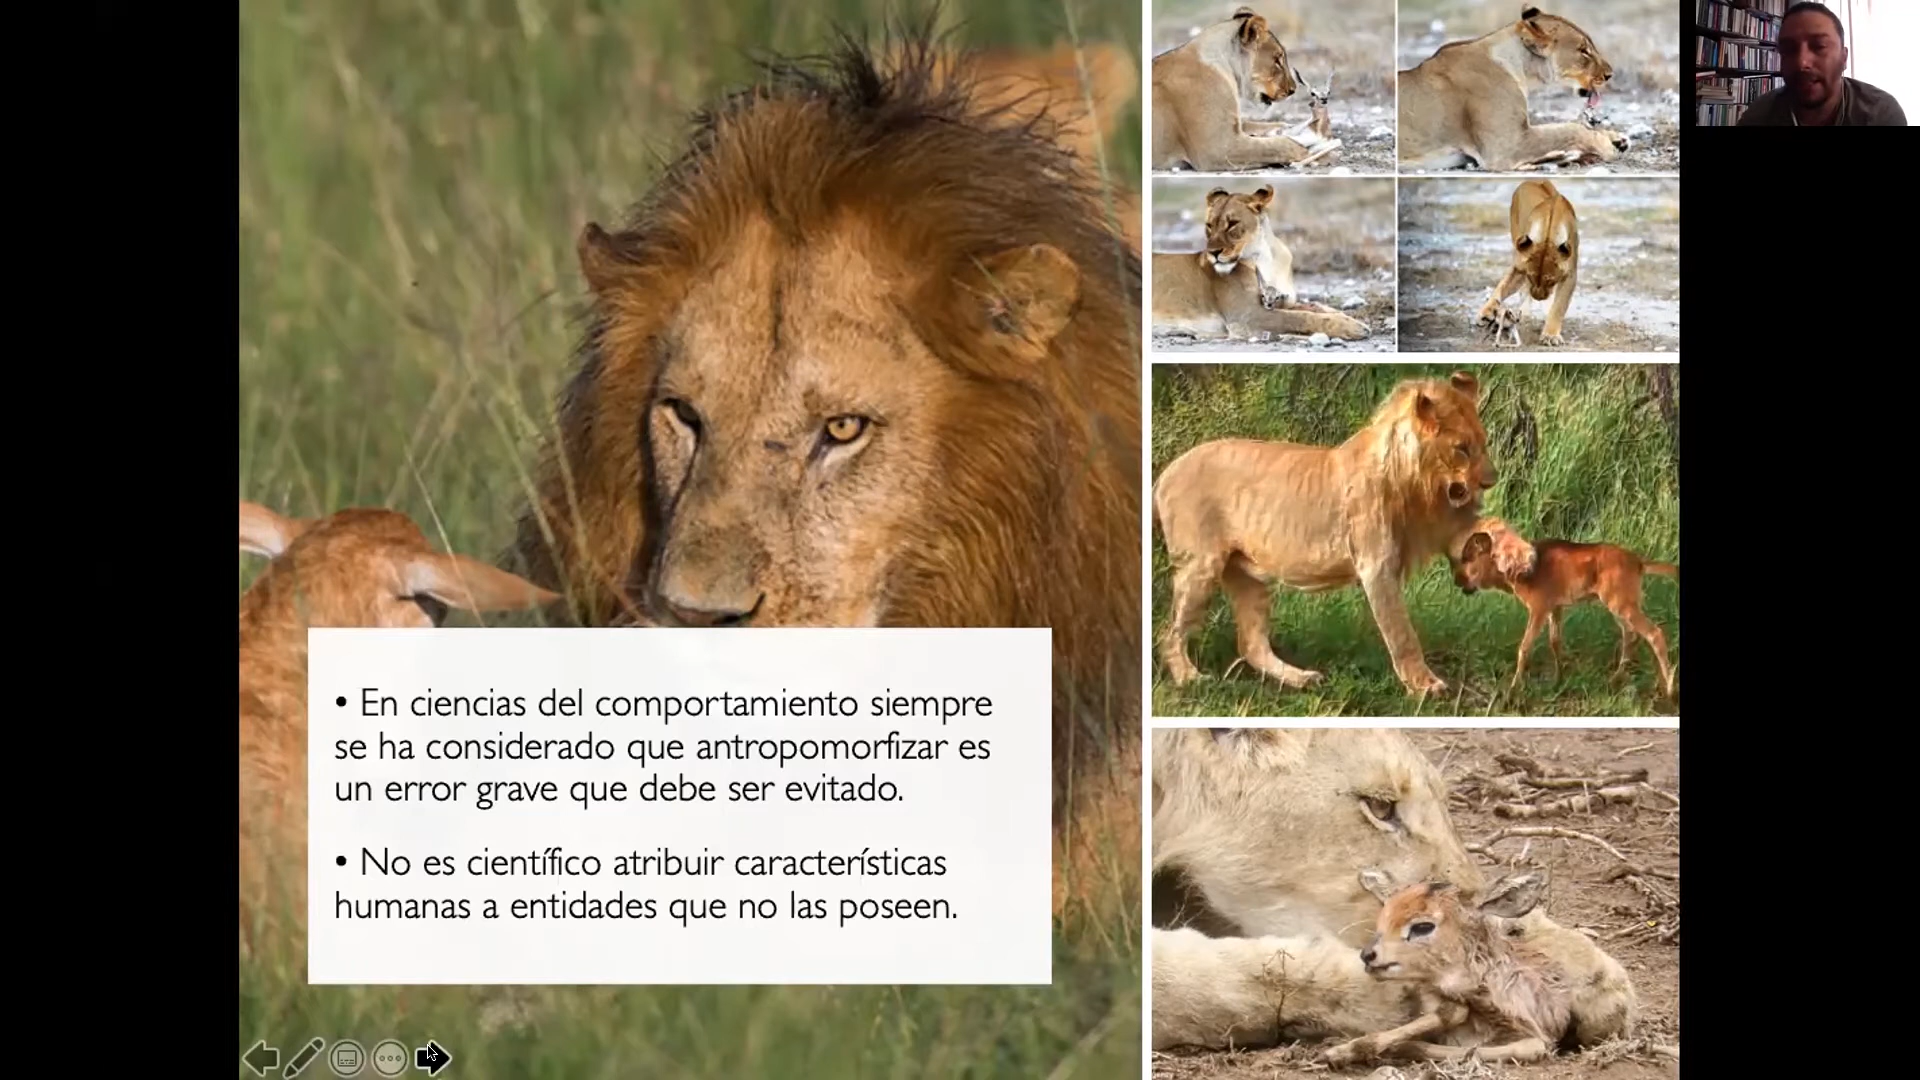 • En ciencias del comportamiento siempre
se ha considerado que antropomorfizar es
un error grave que debe ser evitado.
• No es científico atribuir características
humanas a entidades que no las poseen.